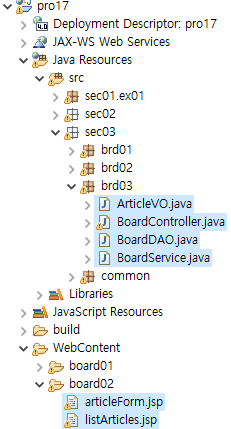 pro17
Deployment Descriptor: pro17
JAX-WS Web Services
Java Resources
src
sec01.ex01
sec02
sec03
brd01
brd02
brd03
ArticleVO.java
BoardController.java
BoardDAO.java
BoardService.java
common
Libraries
JavaScript Resources
build
WebContent
board01
board02
articleForm.jsp
listArticles.jsp